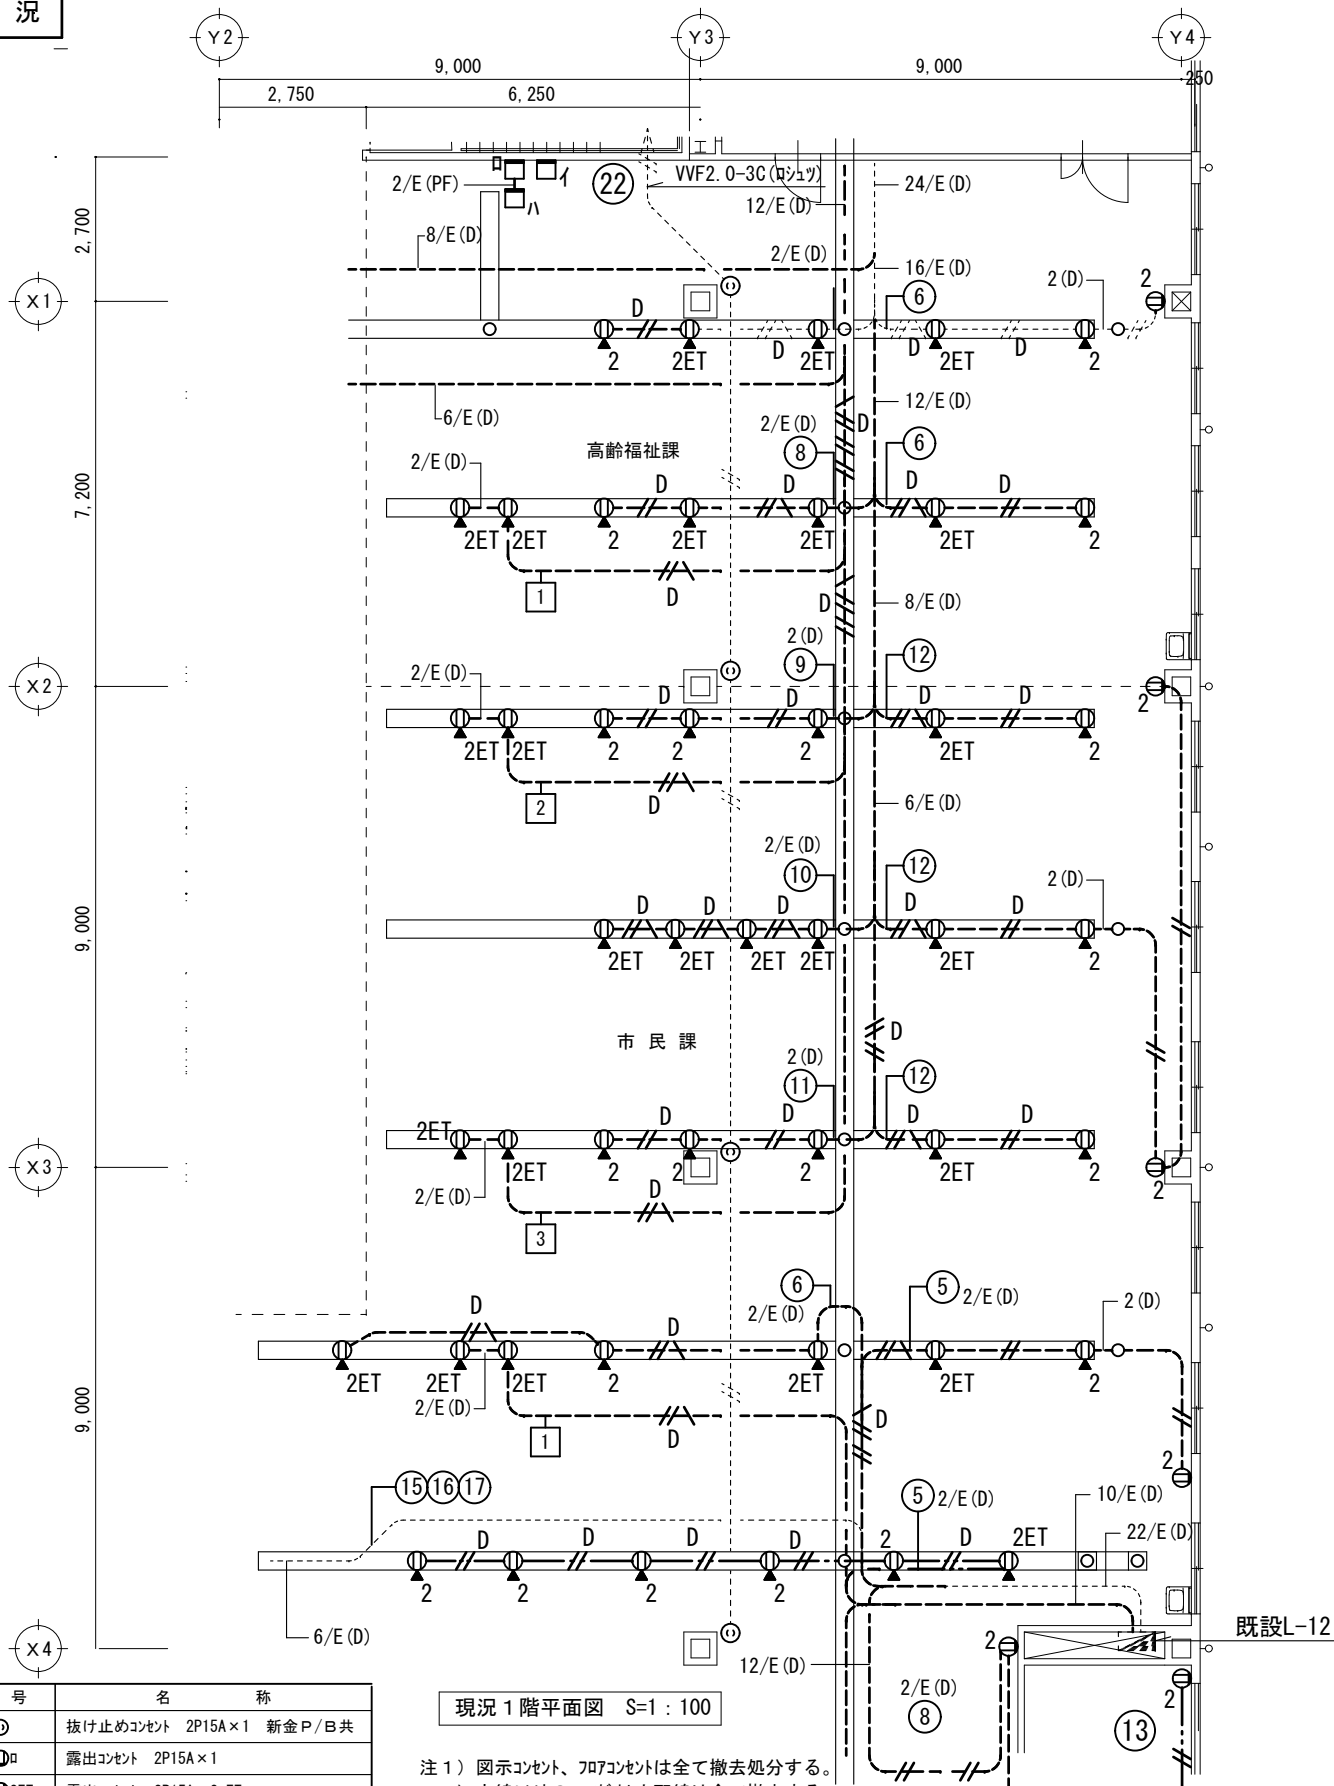 況
Y2
Y3
Y4
9,000
9,000
250
2,750
6,250
2/E(PF)
イ
ハ
22
VVF2.0-3C(ロシュツ)
12/E(D)
24/E(D)
2,700
8/E(D)
2/E(D)
16/E(D)
2(D)
2
X1
D
6
2
2ET
D
2ET
D
2ET
D
2
6/E(D)
12/E(D)
高齢福祉課
2/E(D)
D
8
6
7,200
2/E(D)
D
D
D
D
2ET
2ET
2
2ET
2ET
2ET
2
1
D
D
8/E(D)
2(D)
9
12
X2
2/E(D)
D
D
D
D
2
2ET
2ET
2
2
2
2ET
2
2
D
6/E(D)
2/E(D)
10
12
2(D)
9,000
D
D
D
D
D
2ET
2ET
2ET
2ET
2ET
2
市民課
D
2(D)
11
12
2ET
D
D
D
D
X3
2ET
2
2
2
2ET
2
2
2/E(D)
D
3
6
5
2/E(D)
2/E(D)
2(D)
D
D
2ET
2ET
2ET
2
2ET
2ET
2
2/E(D)
9,000
1
D
D
2
15
16
17
5
2/E(D)
10/E(D)
22/E(D)
D
D
D
D
2
D
2ET
2
2
2
2
6/E(D)
X4
2
既設L-12
12/E(D)
2/E(D)
8
2
13
号
名 称
抜け止めコンセント 2P15A×1 新金P/B共
露出コンセント 2P15A×1
現況1階平面図 S=1:100
注1) 図示コンセント、フロアコンセントは全て撤去処分する。